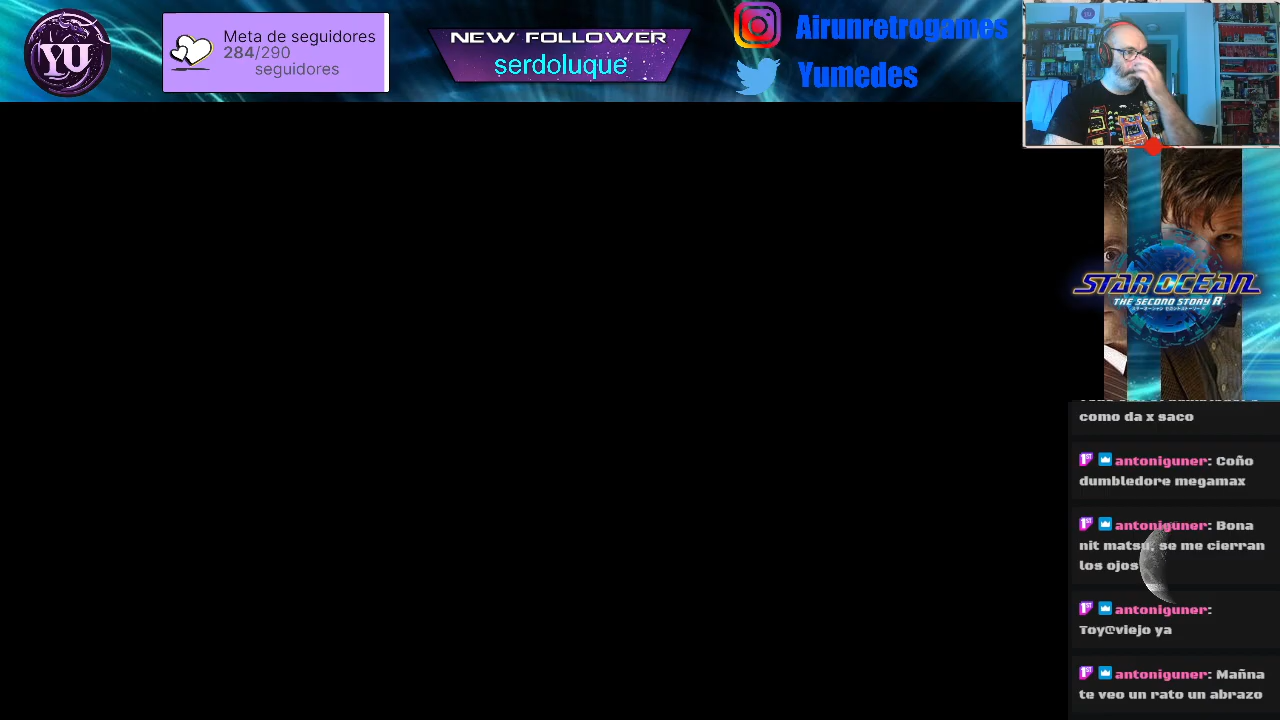 YU
Meta de seguidores
284/290
seguidores
NEW FOLLOWER
serdoluque
Airunretrogames
Yumedes
STAR OCEAN
THE SECOND STORY R
como da x saco
antoniguner: Coño
dumbledore megamax
antoniguner: Bona
nit matsu, se me cierran
los ojos
antoniguner:
Toy@viejo ya
antoniguner: Mañna
te veo un rato un abrazo